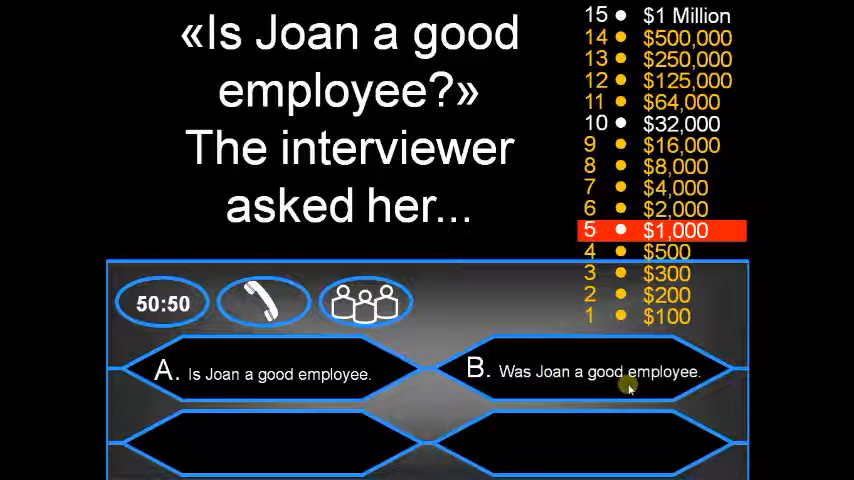 «Is Joan a good
employee?»
The interviewer
asked her...
15 • $1 Million
14 • $500,000
13 • $250,000
12 • $125,000
11 • $64,000
10 • $32,000
9 • $16,000
8 • $8,000
7 • $4,000
6 • $2,000
5 • $1,000
4 • $500
3 • $300
2 • $200
1 • $100
50:50
A. Is Joan a good employee.
B. Was Joan a good employee.